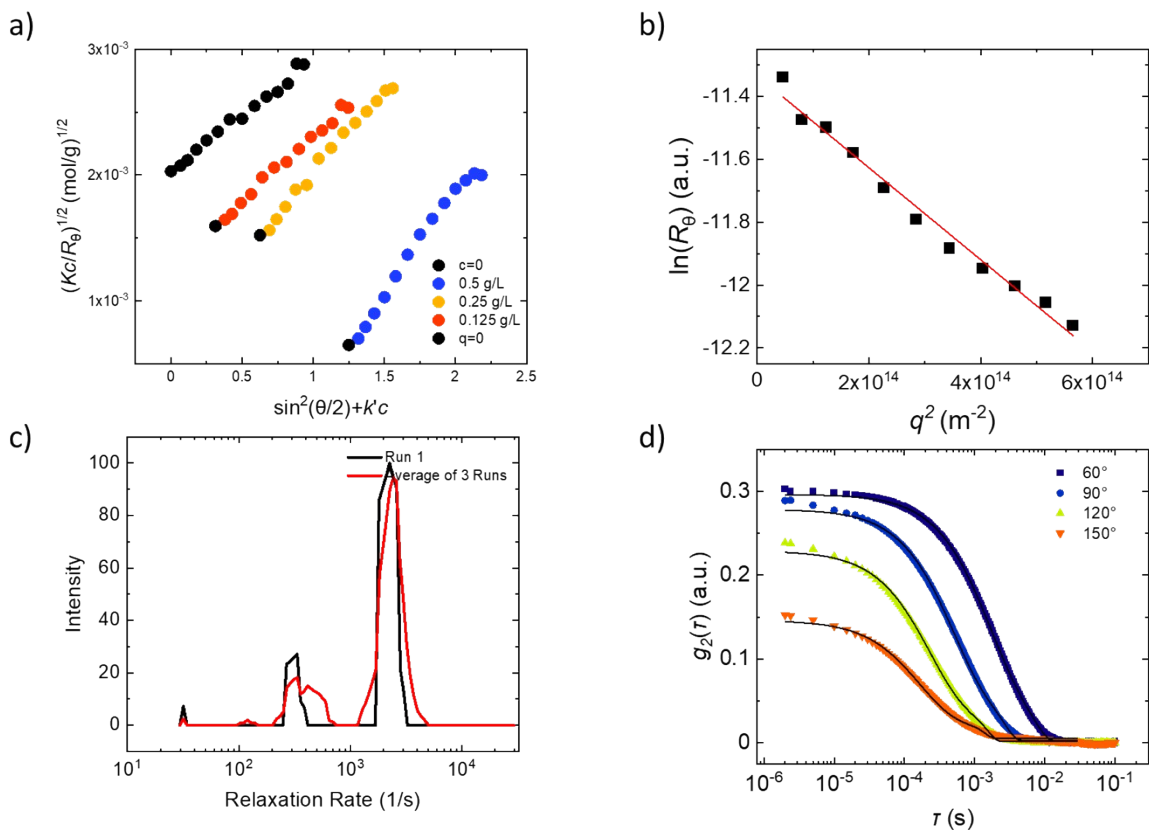 a)
3x10⁻³
2x10⁻³
1x10⁻³
(Kc/Rθ)^1/2 (mol/g)^1/2
c=0
0.5 g/L
0.25 g/L
0.125 g/L
q=0
0 0.5 1 1.5 2 2.5
sin²(θ/2)+k'c
b)
-11.4
-11.6
-11.8
-12
-12.2
ln(Rθ) (a.u.)
0 2x10¹⁴ 4x10¹⁴ 6x10¹⁴
q² (m⁻²)
c)
Run 1
Average of 3 Runs
100
80
60
40
20
0
Intensity
10¹ 10² 10³ 10⁴
Relaxation Rate (1/s)
d)
60°
90°
120°
150°
0.3
0.2
0.1
0
g₂(τ) (a.u.)
10⁻⁶ 10⁻⁵ 10⁻⁴ 10⁻³ 10⁻² 10⁻¹
τ (s)